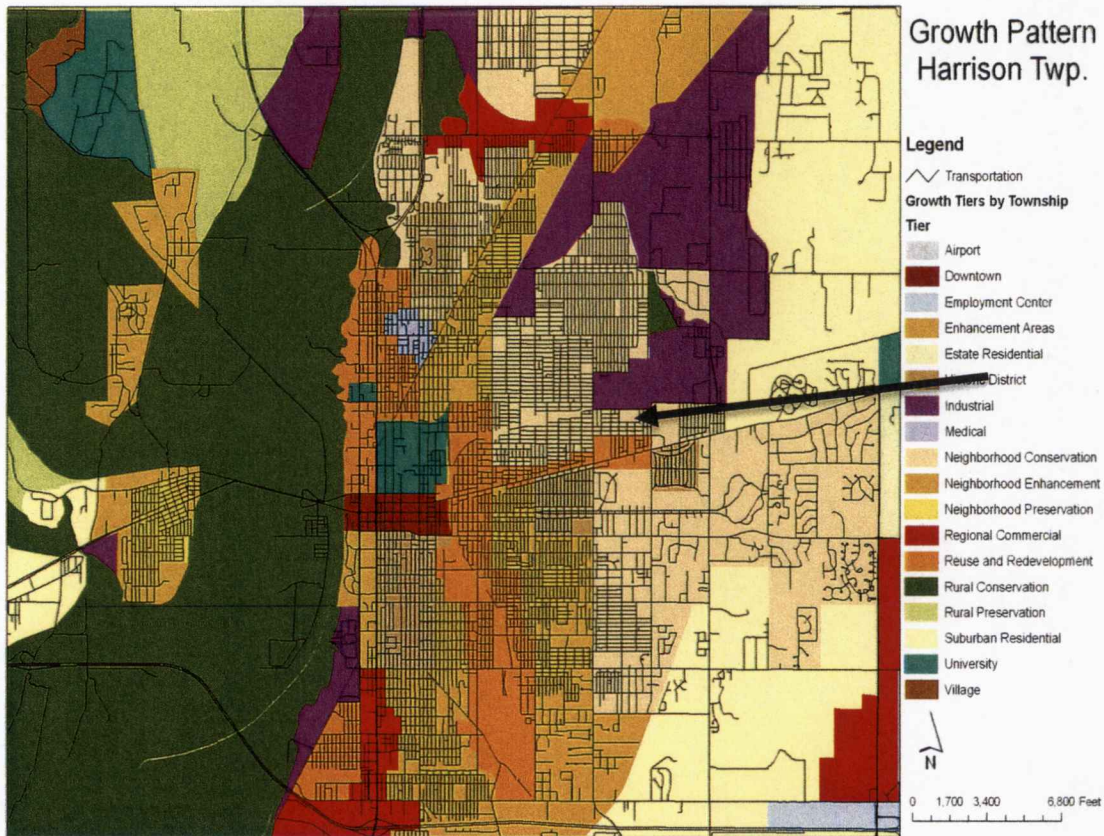 Growth Pattern
Harrison Twp.
Legend
Transportation
Growth Tiers by Township
Tier
Airport
Downtown
Employment Center
Enhancement Areas
Estate Residential
District
Industrial
Medical
Neighborhood Conservation
Neighborhood Enhancement
Neighborhood Preservation
Regional Commercial
Reuse and Redevelopment
Rural Conservation
Rural Preservation
Suburban Residential
University
Village
N
0 1,700 3,400 6,800 Feet